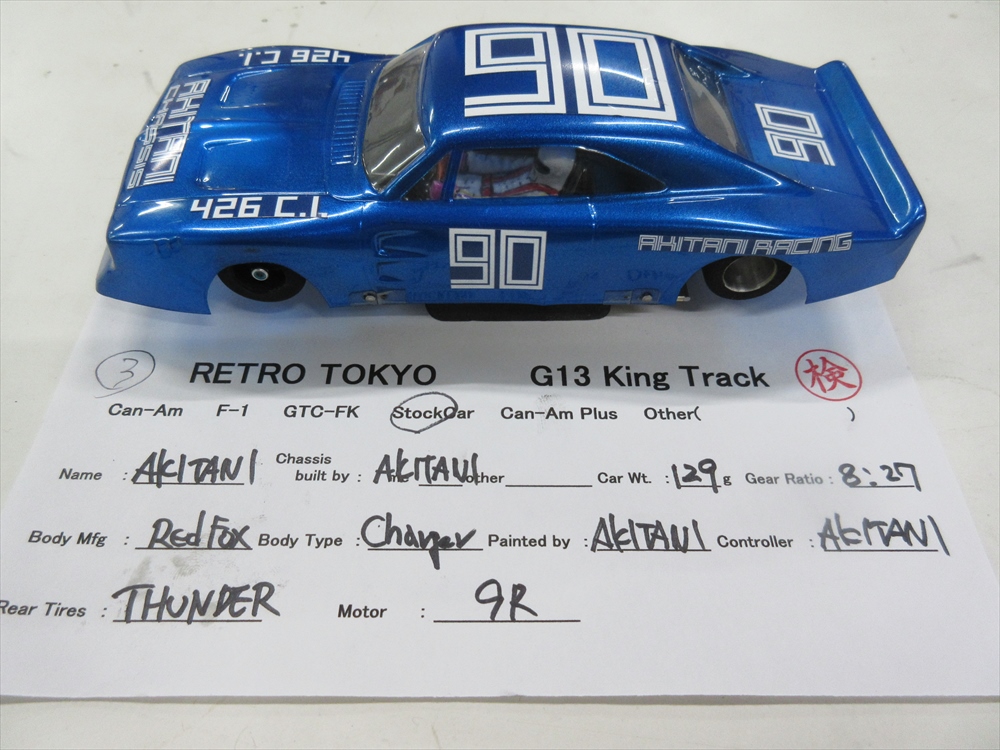 426 C.I.
AKITANI
CHASSIS
426 C.I.
90
90
90
AKITANI RACING
3 RETRO TOKYO G13 King Track 検
Can-Am F-1 GTC-FK StockCar Can-Am Plus Other( )
Name : AKITANI Chassis built by : AKITANI other Car Wt. : 129 g Gear Ratio : 8:27
Body Mfg : Red Fox Body Type : Charger Painted by : AKITANI Controller : AKITANI
Rear Tires : THUNDER Motor : 9R